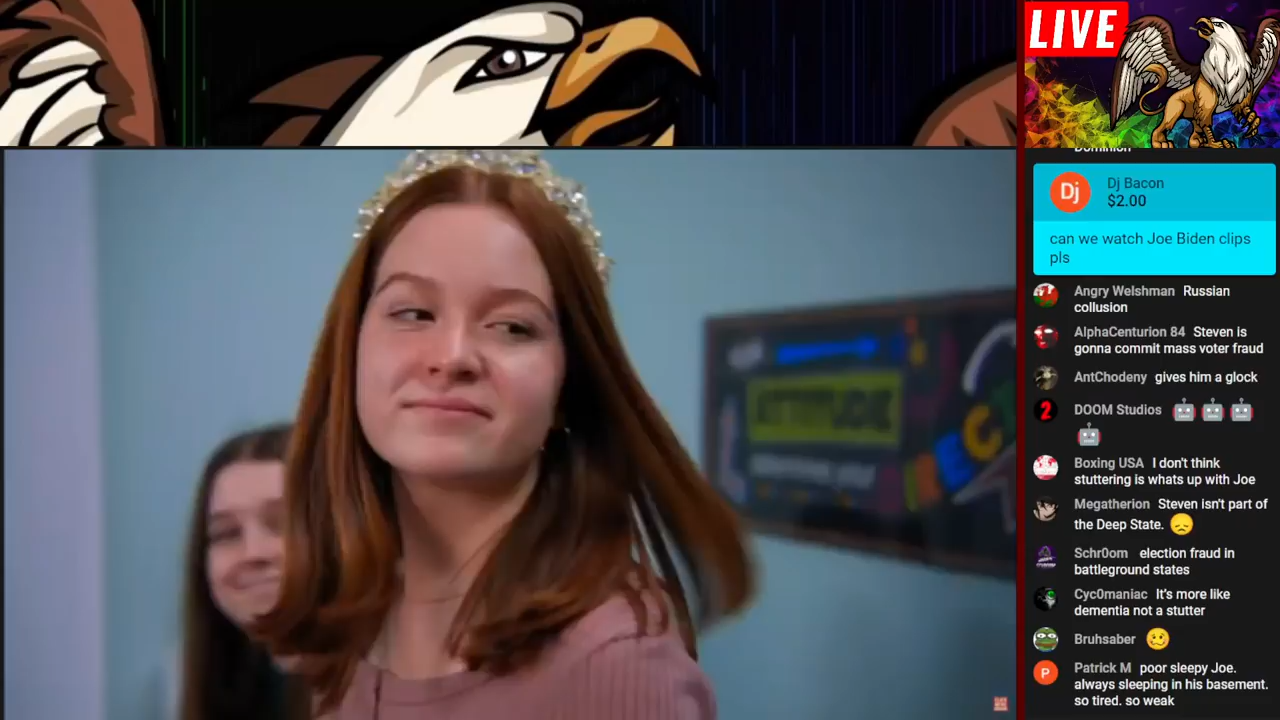 LIVE
Dominion
Dj
Dj Bacon
$2.00
can we watch Joe Biden clips
pls
Angry Welshman Russian
collusion
AlphaCenturion 84 Steven is
gonna commit mass voter fraud
AntChodeny gives him a glock
2
DOOM Studios 🤖 🤖 🤖
🤖
Boxing USA I don't think
stuttering is whats up with Joe
Megatherion Steven isn't part of
the Deep State. 😞
Schr0om election fraud in
battleground states
Cyc0maniac It's more like
dementia not a stutter
Bruhsaber 🥴
P
Patrick M poor sleepy Joe.
always sleeping in his basement.
so tired. so weak
ATTITUDE